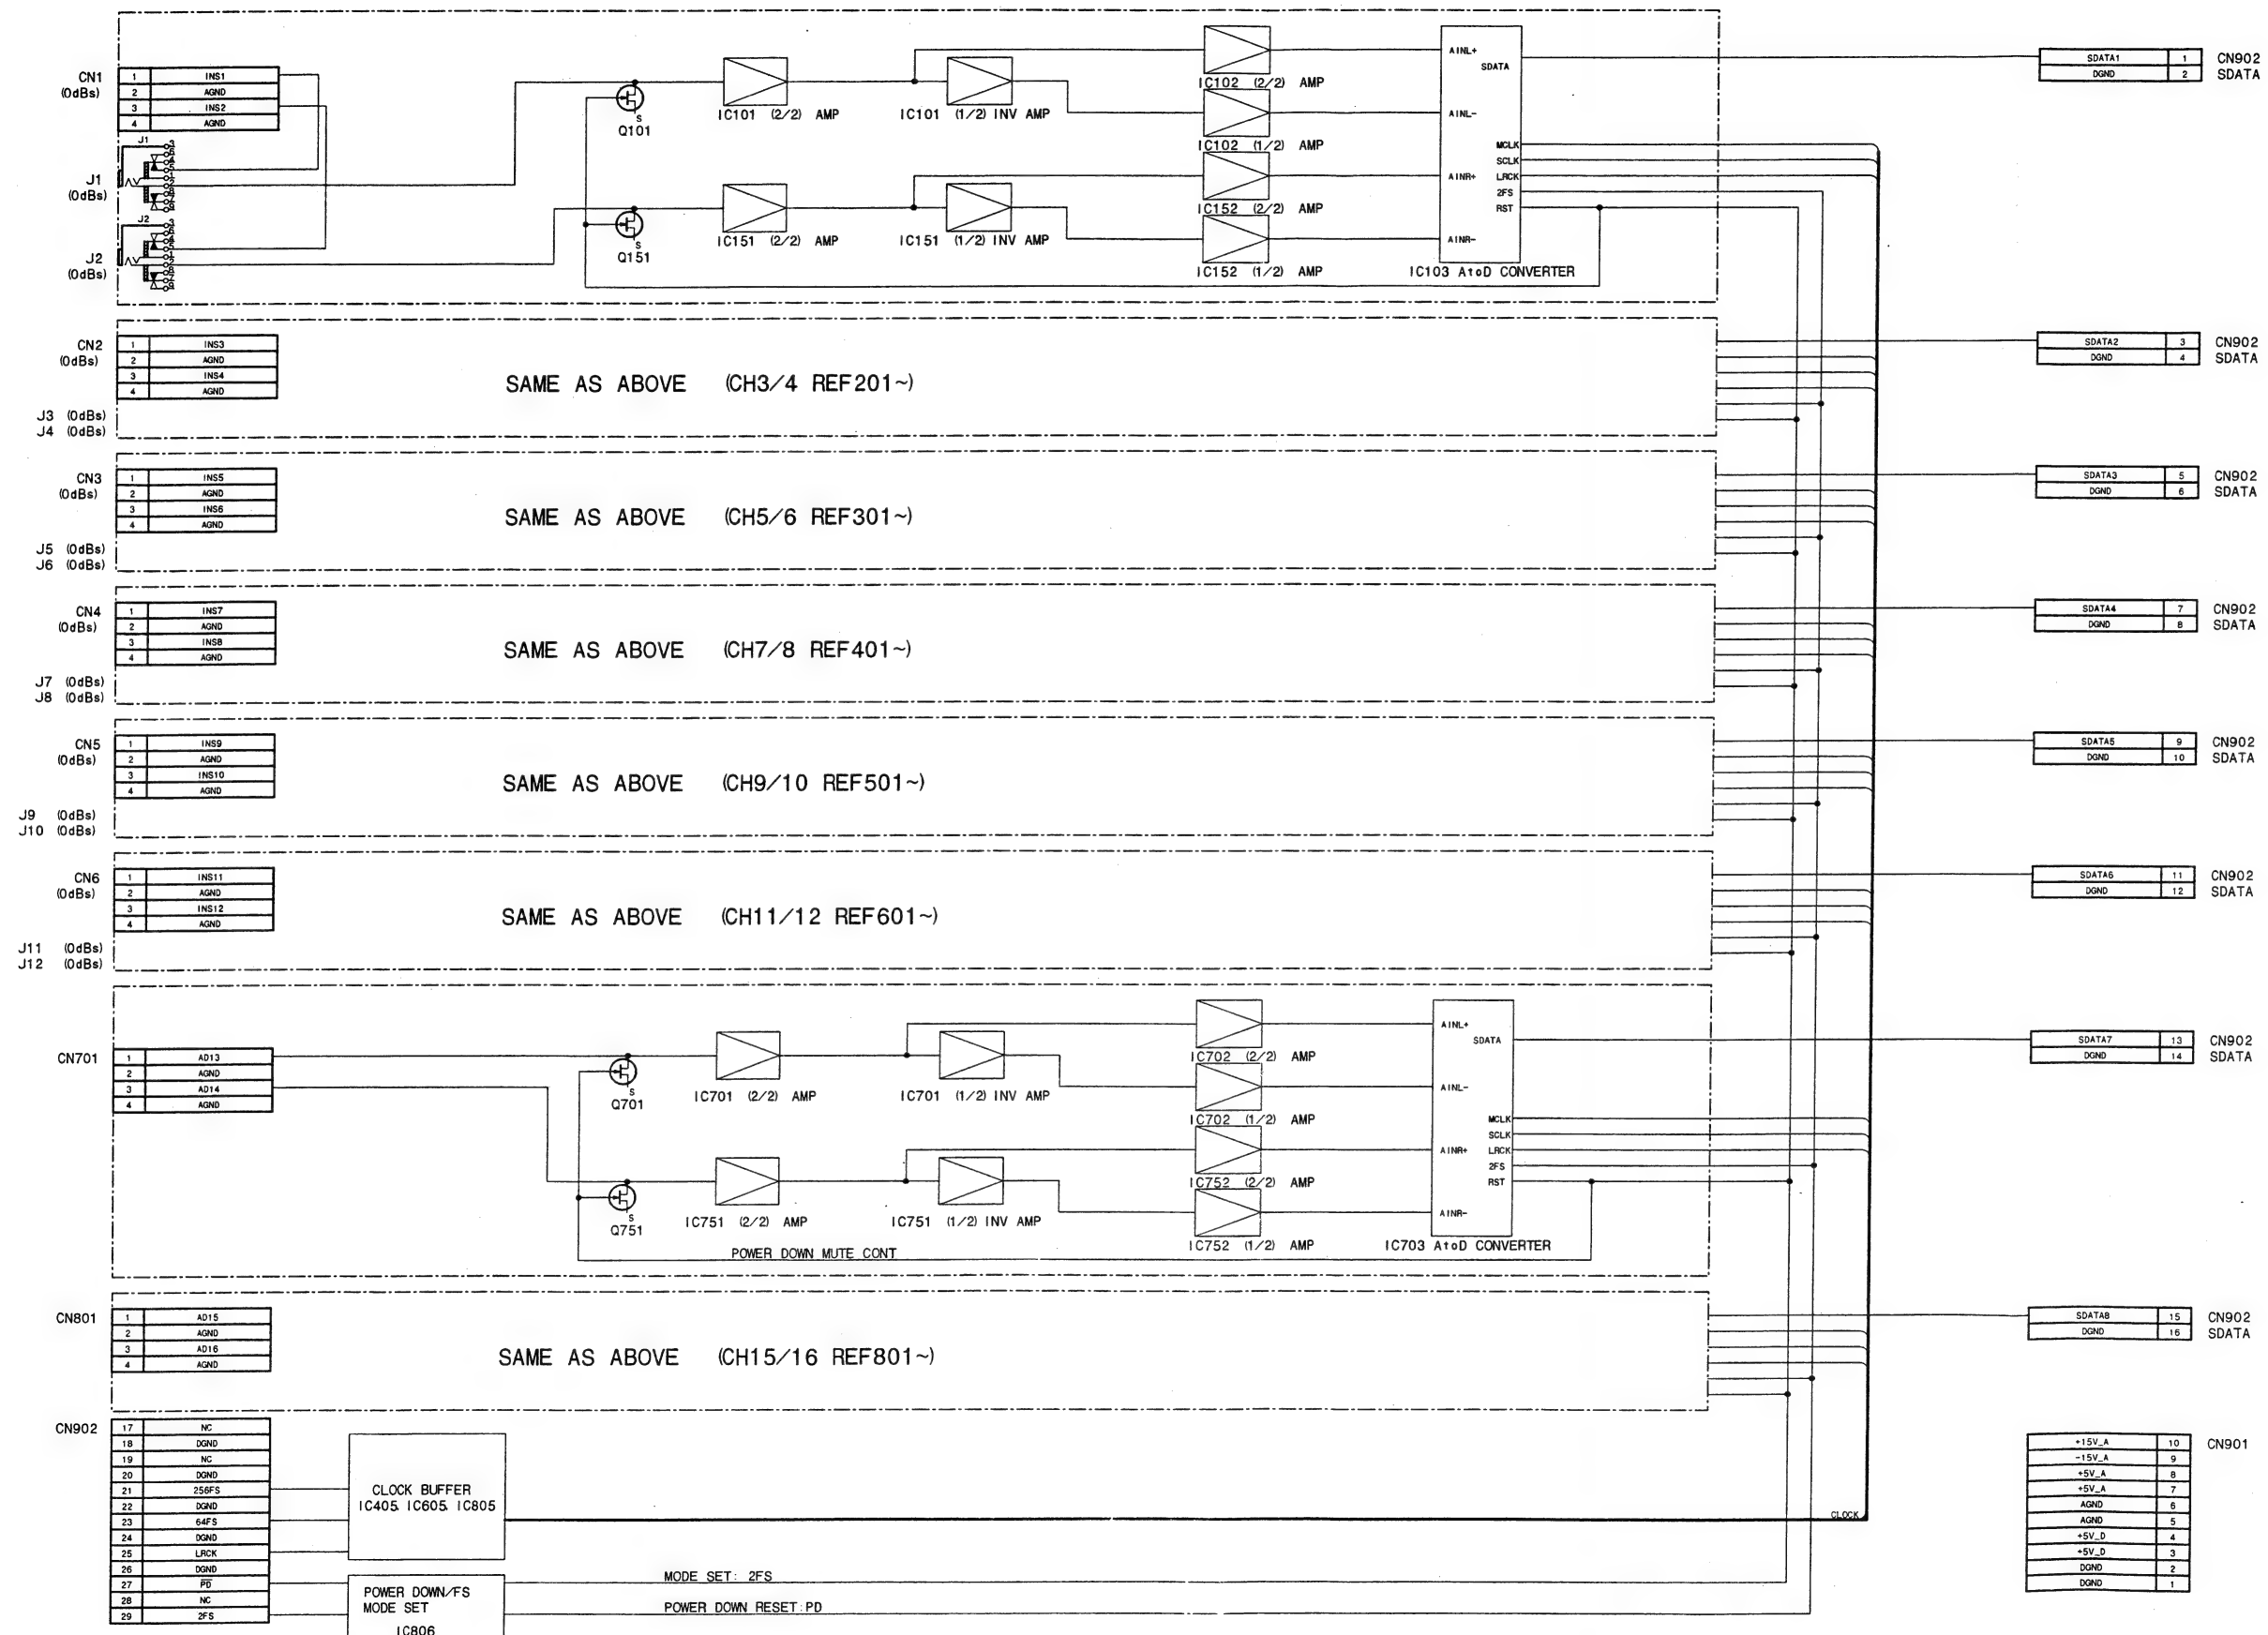 CN1
(0dBs)
1 INS1
2 AGND
3 INS2
4 AGND
J1
J1
(0dBs)
J2
J2
(0dBs)
S
Q101
IC101 (2/2) AMP
IC101 (1/2) INV AMP
IC102 (2/2) AMP
IC102 (1/2) AMP
S
Q151
IC151 (2/2) AMP
IC151 (1/2) INV AMP
IC152 (2/2) AMP
IC152 (1/2) AMP
AINL+
SDATA
AINL-
MCLK
SCLK
AINR+
LRCK
2FS
RST
AINR-
IC103 AtoD CONVERTER
SDATA1 1 CN902
DGND 2 SDATA
CN2
(0dBs)
1 INS3
2 AGND
3 INS4
4 AGND
J3 (0dBs)
J4 (0dBs)
SAME AS ABOVE (CH3/4 REF201~)
SDATA2 3 CN902
DGND 4 SDATA
CN3
(0dBs)
1 INS5
2 AGND
3 INS6
4 AGND
J5 (0dBs)
J6 (0dBs)
SAME AS ABOVE (CH5/6 REF301~)
SDATA3 5 CN902
DGND 6 SDATA
CN4
(0dBs)
1 INS7
2 AGND
3 INS8
4 AGND
J7 (0dBs)
J8 (0dBs)
SAME AS ABOVE (CH7/8 REF401~)
SDATA4 7 CN902
DGND 8 SDATA
CN5
(0dBs)
1 INS9
2 AGND
3 INS10
4 AGND
J9 (0dBs)
J10 (0dBs)
SAME AS ABOVE (CH9/10 REF501~)
SDATA5 9 CN902
DGND 10 SDATA
CN6
(0dBs)
1 INS11
2 AGND
3 INS12
4 AGND
J11 (0dBs)
J12 (0dBs)
SAME AS ABOVE (CH11/12 REF601~)
SDATA6 11 CN902
DGND 12 SDATA
CN701
1 AD13
2 AGND
3 AD14
4 AGND
S
Q701
IC701 (2/2) AMP
IC701 (1/2) INV AMP
IC702 (2/2) AMP
IC702 (1/2) AMP
S
Q751
IC751 (2/2) AMP
IC751 (1/2) INV AMP
IC752 (2/2) AMP
IC752 (1/2) AMP
POWER DOWN MUTE CONT
AINL+
SDATA
AINL-
MCLK
SCLK
AINR+
LRCK
2FS
RST
AINR-
IC703 AtoD CONVERTER
SDATA7 13 CN902
DGND 14 SDATA
CN801
1 AD15
2 AGND
3 AD16
4 AGND
SAME AS ABOVE (CH15/16 REF801~)
SDATA8 15 CN902
DGND 16 SDATA
CN902
17 NC
18 DGND
19 NC
20 DGND
21 256FS
22 DGND
23 64FS
24 DGND
25 LRCK
26 DGND
27 PD
28 NC
29 2FS
CLOCK BUFFER
IC405, IC605, IC805
POWER DOWN/FS
MODE SET
IC806
CLOCK
MODE SET: 2FS
POWER DOWN RESET:PD
CN901
+15V_A 10
-15V_A 9
+5V_A 8
+5V_A 7
AGND 6
AGND 5
+5V_D 4
+5V_D 3
DGND 2
DGND 1